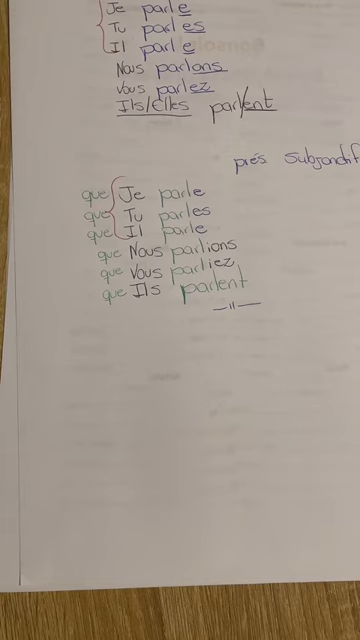 Je parle
Tu parles
Il parle
Nous parlons
Vous parlez
Ils/Elles parlent
prés Subjondif
que Je parle
que Tu parles
que Il parle
que Nous parlions
que Vous parliez
que Ils parlent